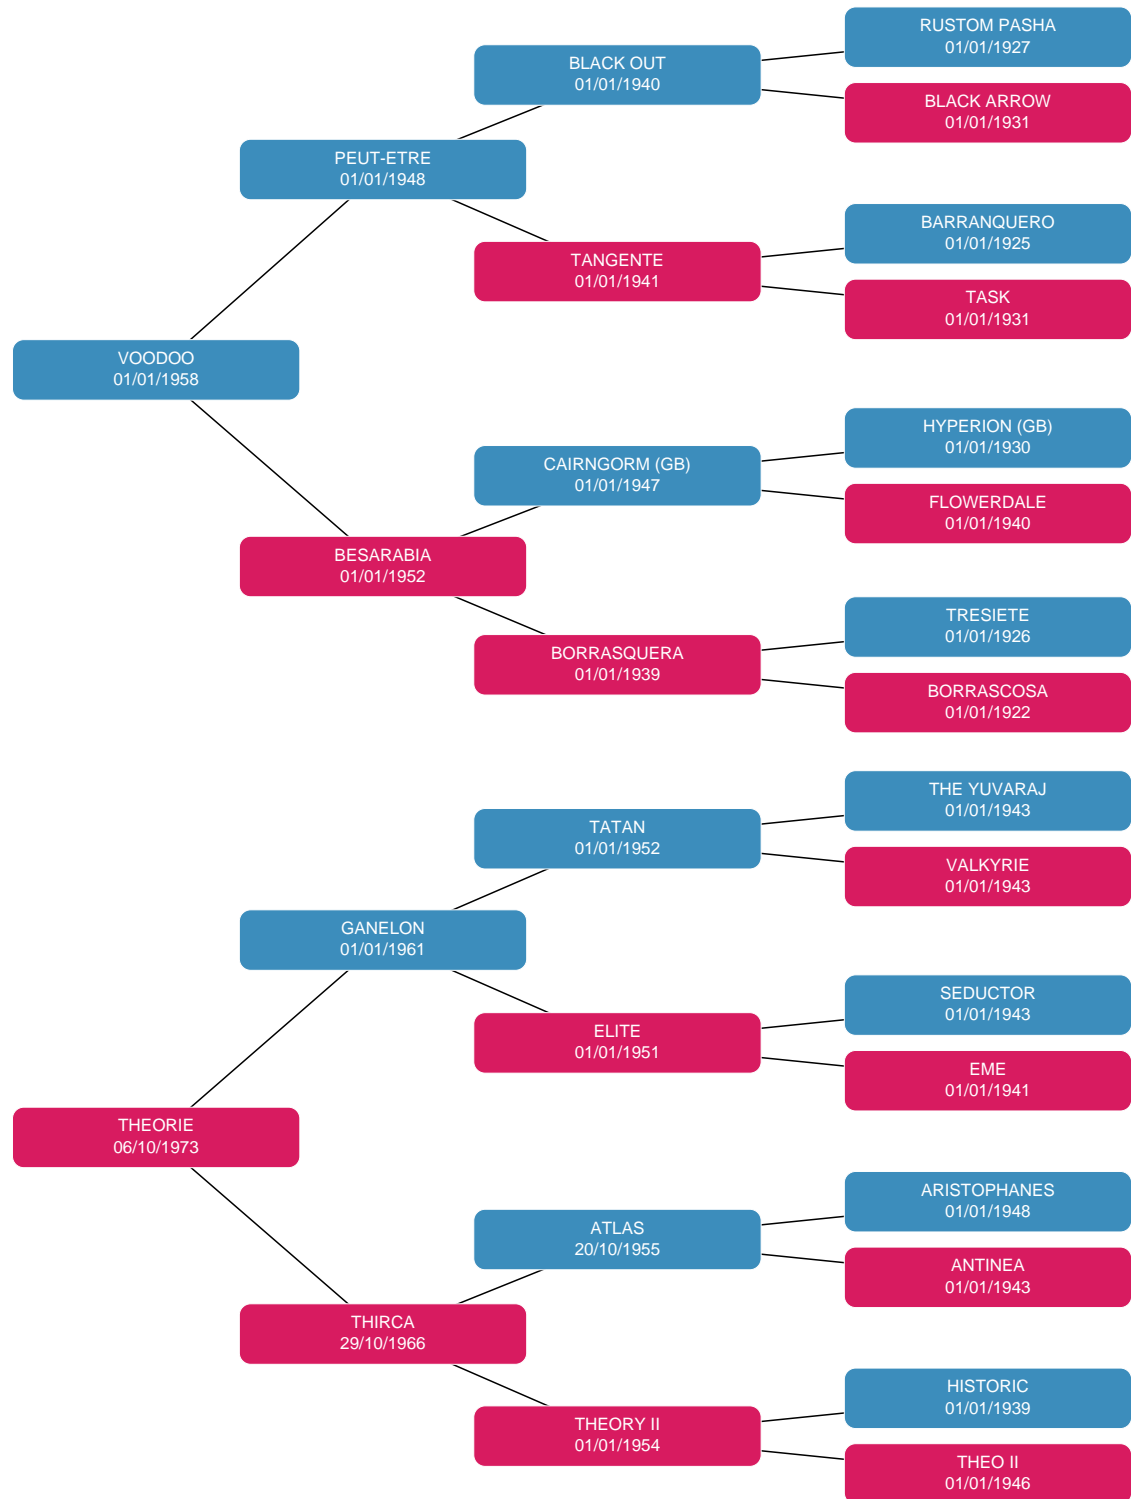 RUSTOM PASHA
01/01/1927
BLACK OUT
01/01/1940
BLACK ARROW
01/01/1931
PEUT-ETRE
01/01/1948
BARRANQUERO
01/01/1925
TANGENTE
01/01/1941
TASK
01/01/1931
VOODOO
01/01/1958
HYPERION (GB)
01/01/1930
CAIRNGORM (GB)
01/01/1947
FLOWERDALE
01/01/1940
BESARABIA
01/01/1952
TRESIETE
01/01/1926
BORRASQUERA
01/01/1939
BORRASCOSA
01/01/1922
THE YUVARAJ
01/01/1943
TATAN
01/01/1952
VALKYRIE
01/01/1943
GANELON
01/01/1961
SEDUCTOR
01/01/1943
ELITE
01/01/1951
EME
01/01/1941
THEORIE
06/10/1973
ARISTOPHANES
01/01/1948
ATLAS
20/10/1955
ANTINEA
01/01/1943
THIRCA
29/10/1966
HISTORIC
01/01/1939
THEORY II
01/01/1954
THEO II
01/01/1946